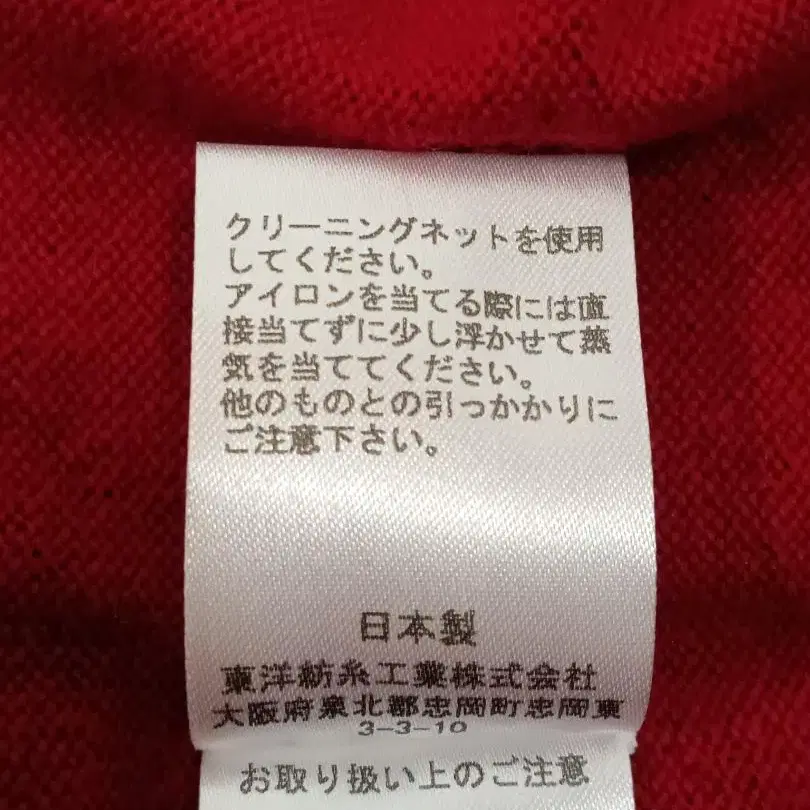 クリーニングネットを使用
してください。
アイロンを当てる際には直
接当てずに少し浮かせて蒸
気を当ててください。
他のものとの引っかかりに
ご注意下さい。
日本製
東洋紡糸工業株式会社
大阪府泉北郡忠岡町忠岡東
3-3-10
お取り扱い上のご注意